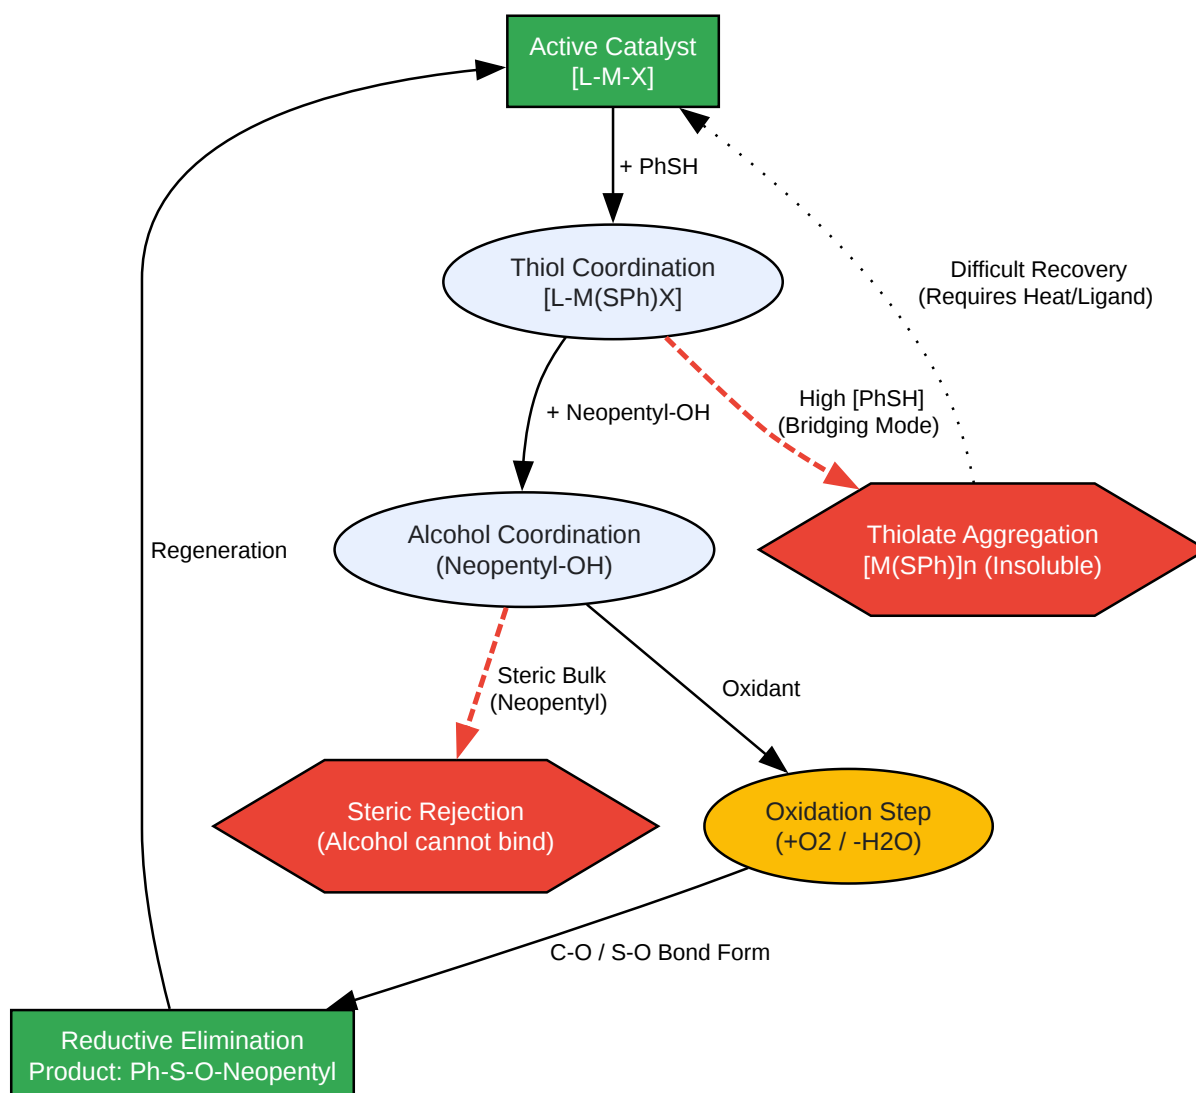 Active Catalyst
[L-M-X]
+ PhSH
Thiol Coordination
[L-M(SPh)X]
Difficult Recovery
(Requires Heat/Ligand)
+ Neopentyl-OH
High [PhSH]
(Bridging Mode)
Alcohol Coordination
(Neopentyl-OH)
Thiolate Aggregation
[M(SPh)]n (Insoluble)
Regeneration
Steric Bulk
(Neopentyl)
Oxidant
Steric Rejection
(Alcohol cannot bind)
Oxidation Step
(+O2 / -H2O)
C-O / S-O Bond Form
Reductive Elimination
Product: Ph-S-O-Neopentyl